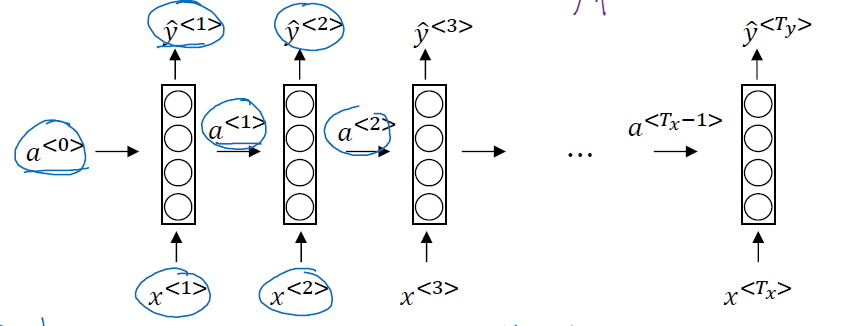 ŷ<1> ŷ<2> ŷ<3> ŷ<Ty>
a<0> a<1> a<2> ... a<Tx−1>
x<1> x<2> x<3> x<Tx>